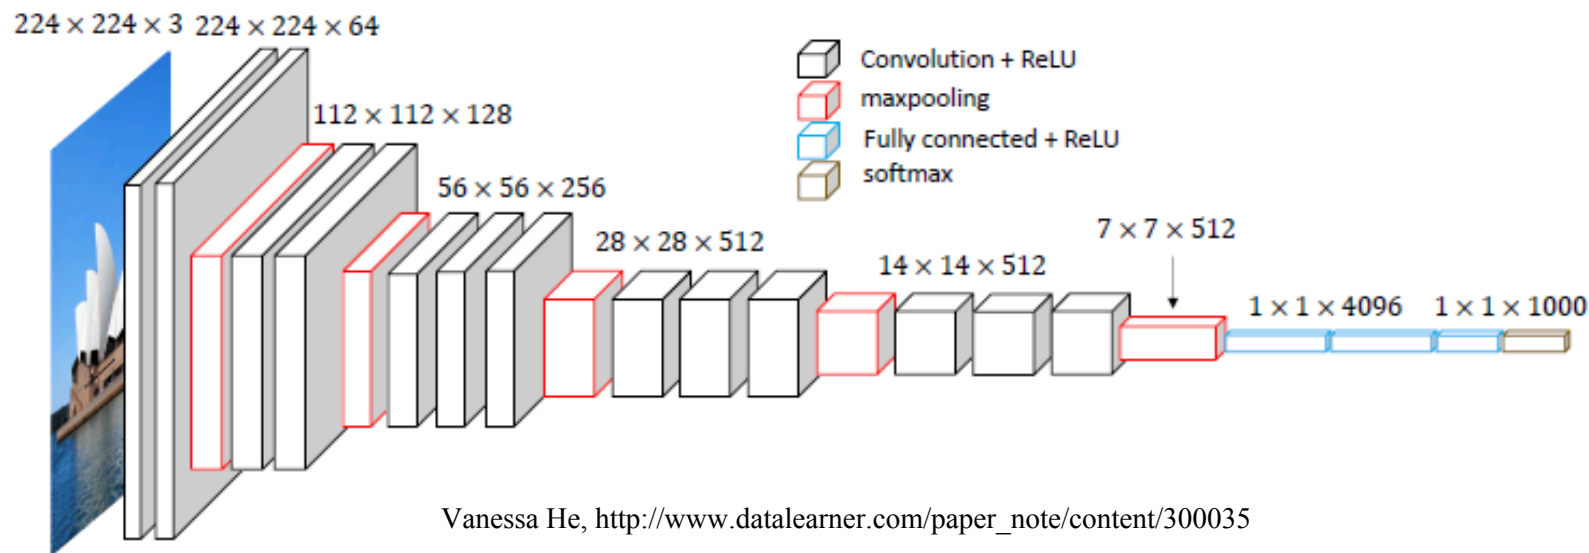 224 × 224 × 3
224 × 224 × 64
112 × 112 × 128
56 × 56 × 256
28 × 28 × 512
14 × 14 × 512
7 × 7 × 512
1 × 1 × 4096
1 × 1 × 1000
Convolution + ReLU
maxpooling
Fully connected + ReLU
softmax
Vanessa He, http://www.datalearner.com/paper_note/content/300035